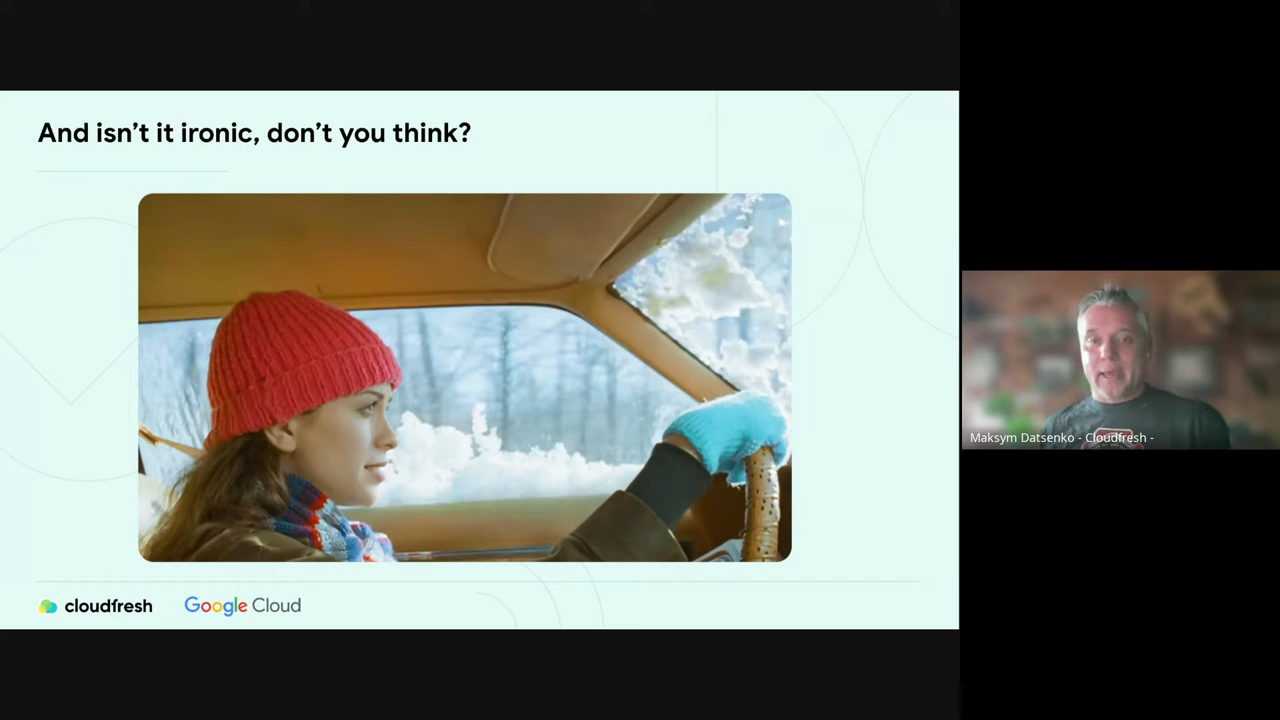 And isn’t it ironic, don’t you think?
cloudfresh
Google Cloud
Maksym Datsenko - Cloudfresh -